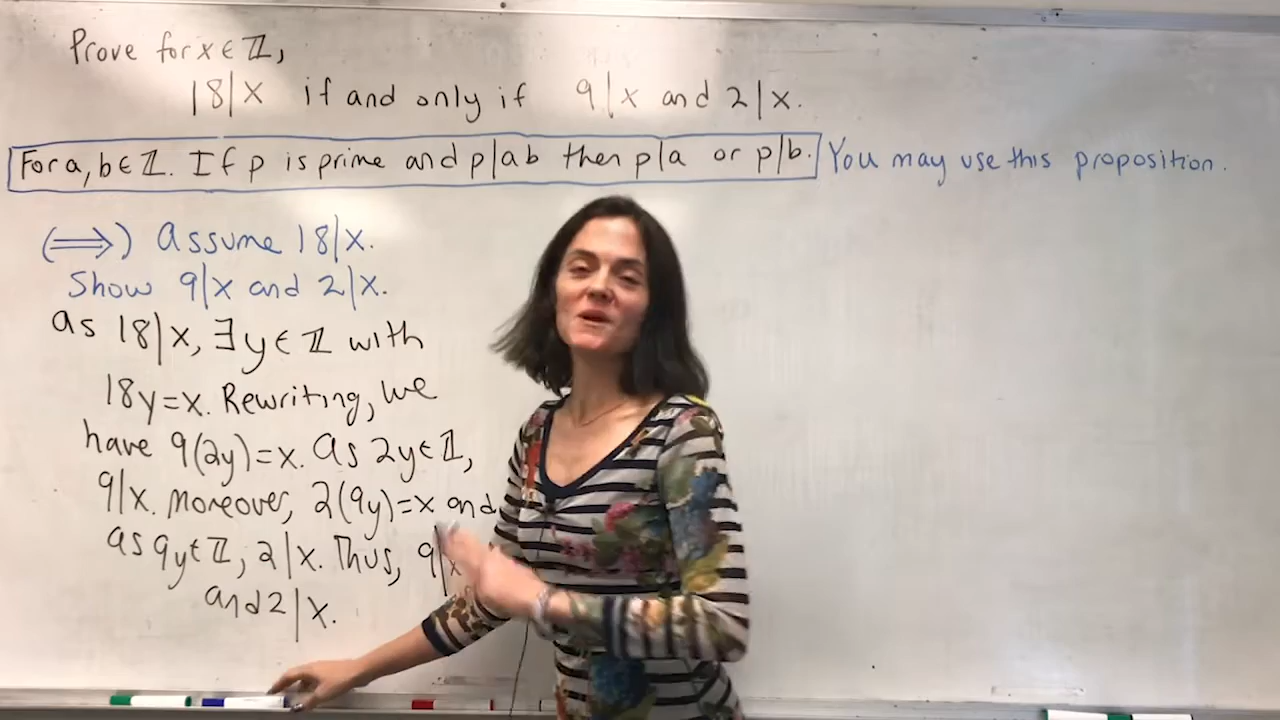 Prove for x ∈ ℤ,
18|x if and only if 9|x and 2|x.
For a, b ∈ ℤ. If p is prime and p|ab then p|a or p|b. You may use this proposition.
(⟹) Assume 18|x.
Show 9|x and 2|x.
As 18|x, ∃y ∈ ℤ with
18y=x. Rewriting, we
have 9(2y)=x. As 2y ∈ ℤ,
9|x. Moreover, 2(9y)=x and
as 9y ∈ ℤ, 2|x. Thus, 9|x
and 2|x.